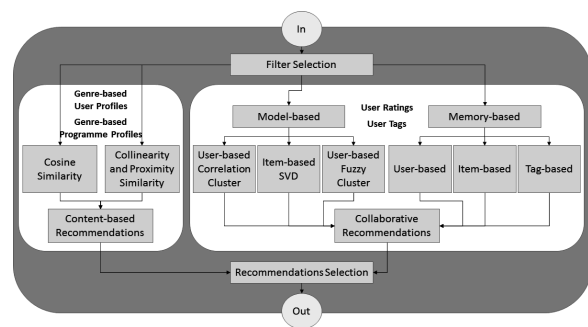 In
Filter Selection
Genre-based
User Profiles
Genre-based
Programme Profiles
Cosine
Similarity
Collinearity
and Proximity
Similarity
Content-based
Recommendations
User Ratings
User Tags
Model-based
Memory-based
User-based
Correlation
Cluster
Item-based
SVD
User-based
Fuzzy
Cluster
User-based
Item-based
Tag-based
Collaborative
Recommendations
Recommendations Selection
Out